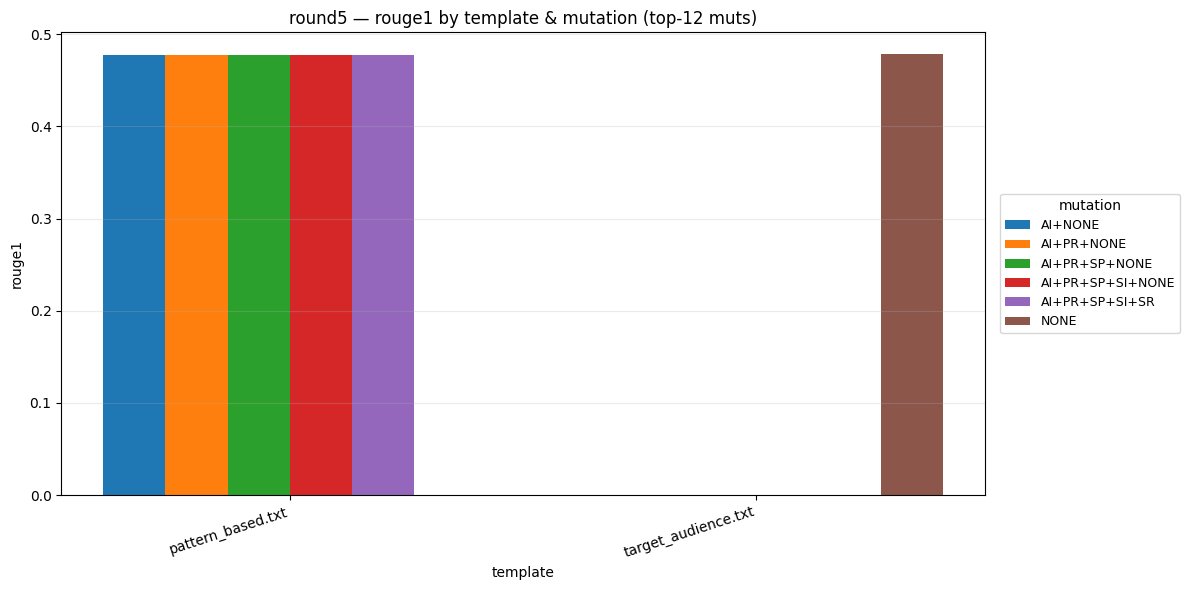 round5 — rouge1 by template & mutation (top-12 muts)
0.5
0.4
0.3
0.2
0.1
0.0
rouge1
pattern_based.txt
target_audience.txt
template
mutation
AI+NONE
AI+PR+NONE
AI+PR+SP+NONE
AI+PR+SP+SI+NONE
AI+PR+SP+SI+SR
NONE